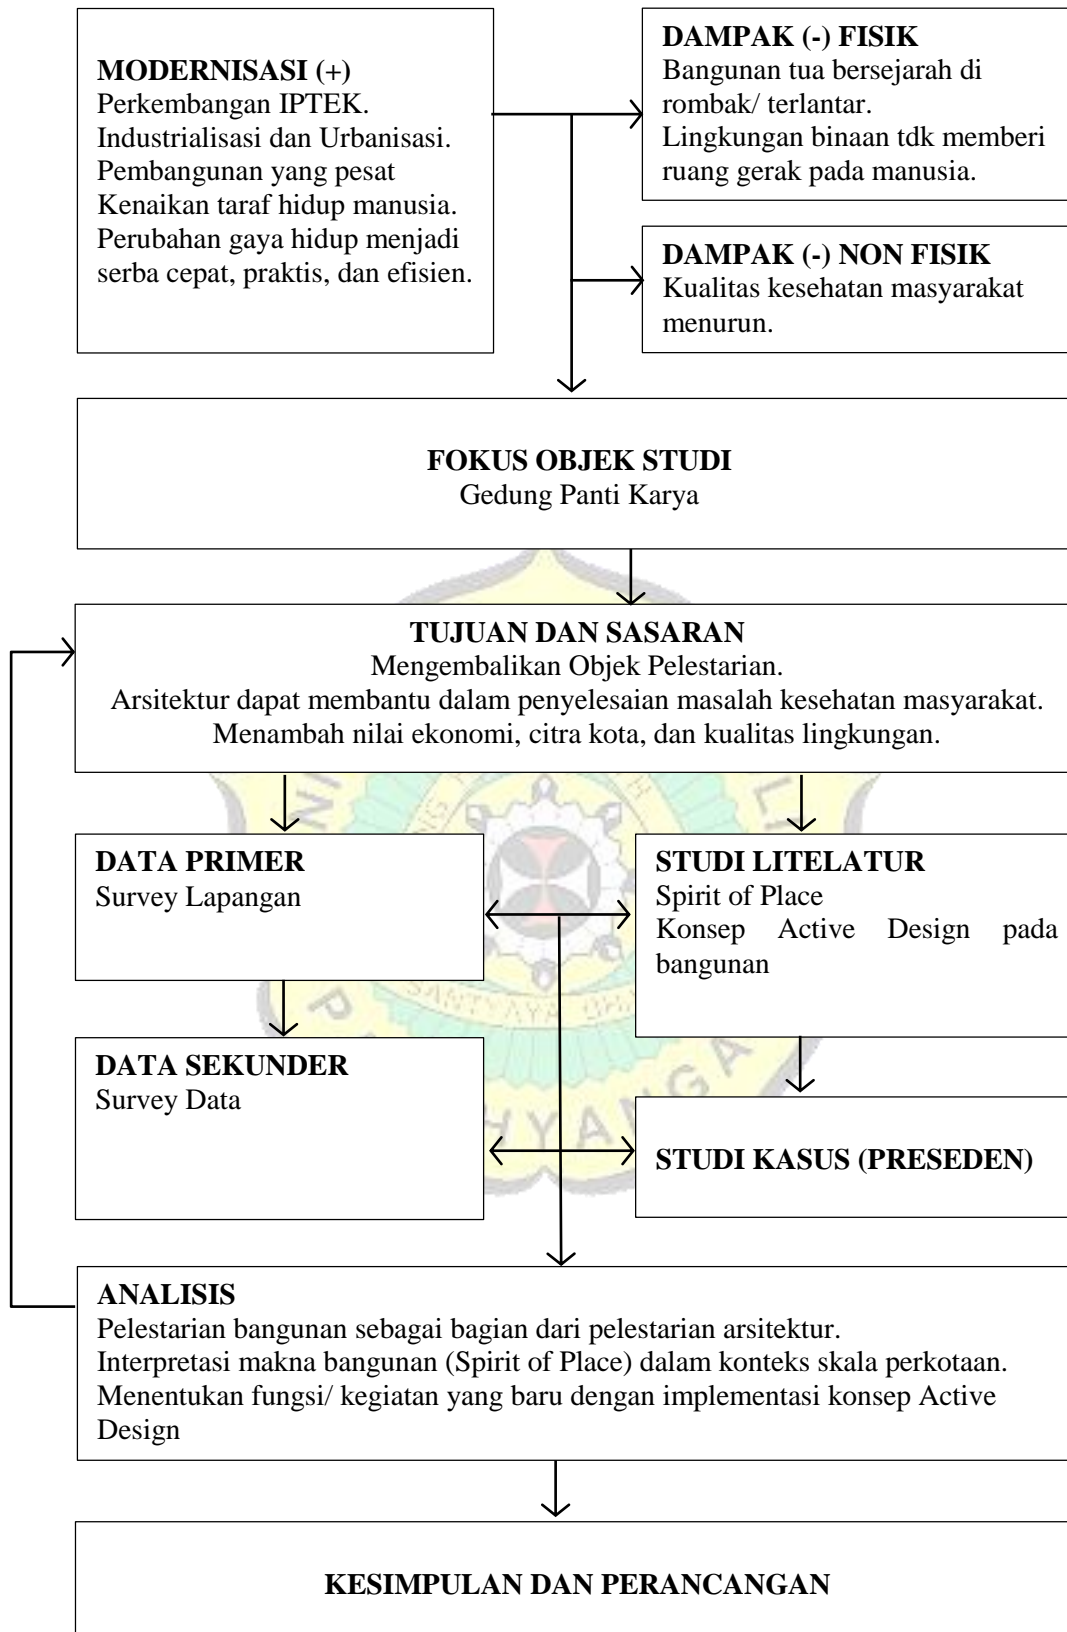 MODERNISASI (+)
Perkembangan IPTEK.
Industrialisasi dan Urbanisasi.
Pembangunan yang pesat
Kenaikan taraf hidup manusia.
Perubahan gaya hidup menjadi
serba cepat, praktis, dan efisien.
DAMPAK (-) FISIK
Bangunan tua bersejarah di
rombak/ terlantar.
Lingkungan binaan tdk memberi
ruang gerak pada manusia.
DAMPAK (-) NON FISIK
Kualitas kesehatan masyarakat
menurun.
FOKUS OBJEK STUDI
Gedung Panti Karya
TUJUAN DAN SASARAN
Mengembalikan Objek Pelestarian.
Arsitektur dapat membantu dalam penyelesaian masalah kesehatan masyarakat.
Menambah nilai ekonomi, citra kota, dan kualitas lingkungan.
DATA PRIMER
Survey Lapangan
STUDI LITELATUR
Spirit of Place
Konsep Active Design pada
bangunan
DATA SEKUNDER
Survey Data
STUDI KASUS (PRESEDEN)
ANALISIS
Pelestarian bangunan sebagai bagian dari pelestarian arsitektur.
Interpretasi makna bangunan (Spirit of Place) dalam konteks skala perkotaan.
Menentukan fungsi/ kegiatan yang baru dengan implementasi konsep Active
Design
KESIMPULAN DAN PERANCANGAN